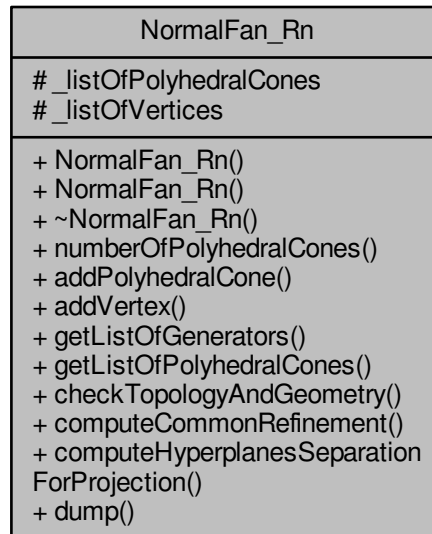 NormalFan_Rn
# _listOfPolyhedralCones
# _listOfVertices
+ NormalFan_Rn()
+ NormalFan_Rn()
+ ~NormalFan_Rn()
+ numberOfPolyhedralCones()
+ addPolyhedralCone()
+ addVertex()
+ getListOfGenerators()
+ getListOfPolyhedralCones()
+ checkTopologyAndGeometry()
+ computeCommonRefinement()
+ computeHyperplanesSeparation
ForProjection()
+ dump()